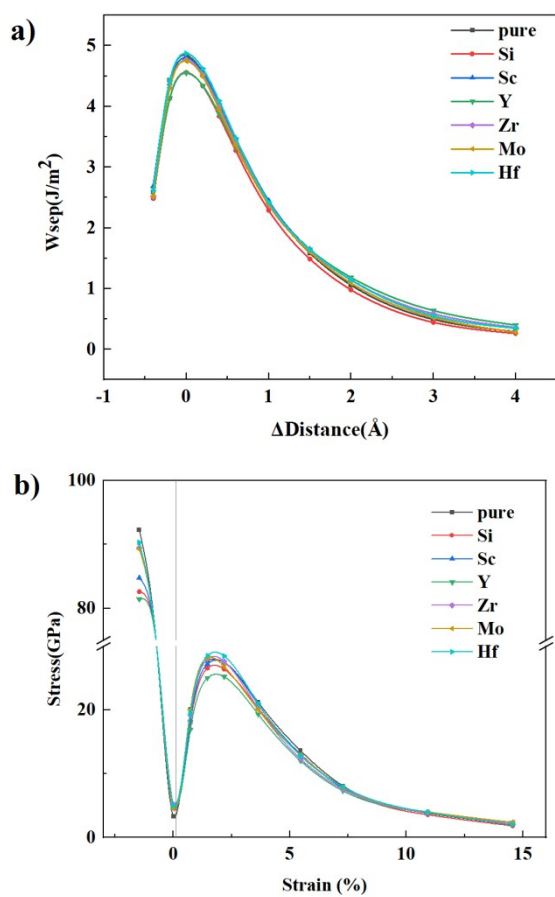 a)
pure
Si
Sc
Y
Zr
Mo
Hf
5
4
3
2
1
0
Wsep(J/m²)
-1 0 1 2 3 4
ΔDistance(Å)
b)
pure
Si
Sc
Y
Zr
Mo
Hf
100
80
20
0
Stress(GPa)
0 5 10 15
Strain (%)